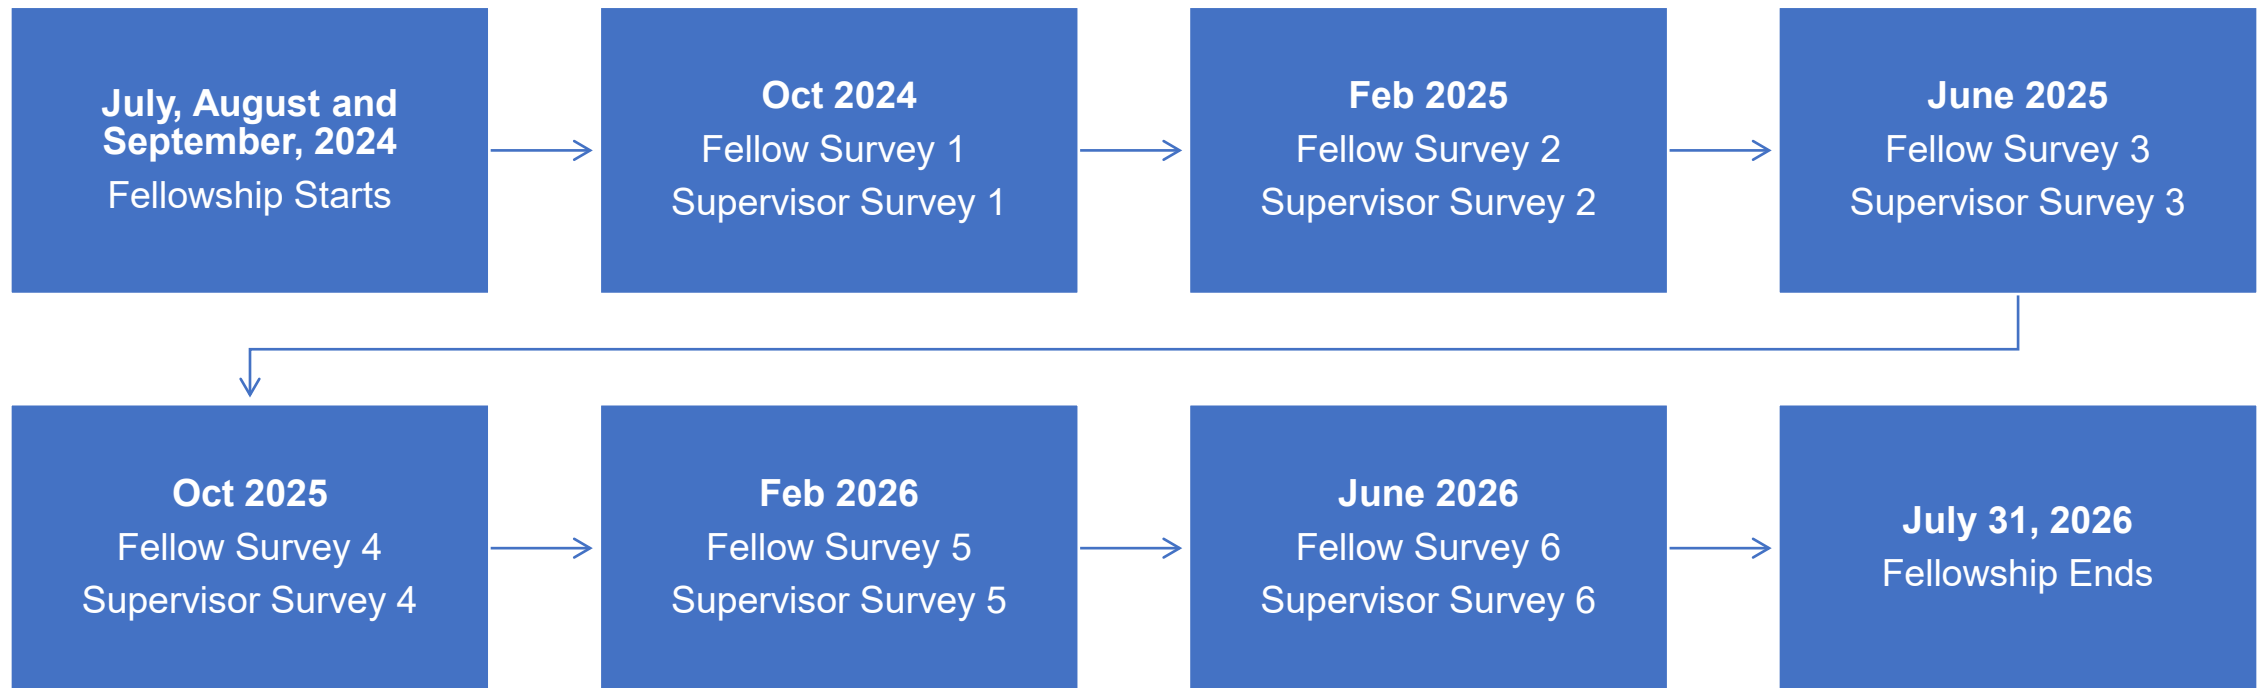 July, August and
September, 2024
Fellowship Starts
Oct 2024
Fellow Survey 1
Supervisor Survey 1
Feb 2025
Fellow Survey 2
Supervisor Survey 2
June 2025
Fellow Survey 3
Supervisor Survey 3
Oct 2025
Fellow Survey 4
Supervisor Survey 4
Feb 2026
Fellow Survey 5
Supervisor Survey 5
June 2026
Fellow Survey 6
Supervisor Survey 6
July 31, 2026
Fellowship Ends